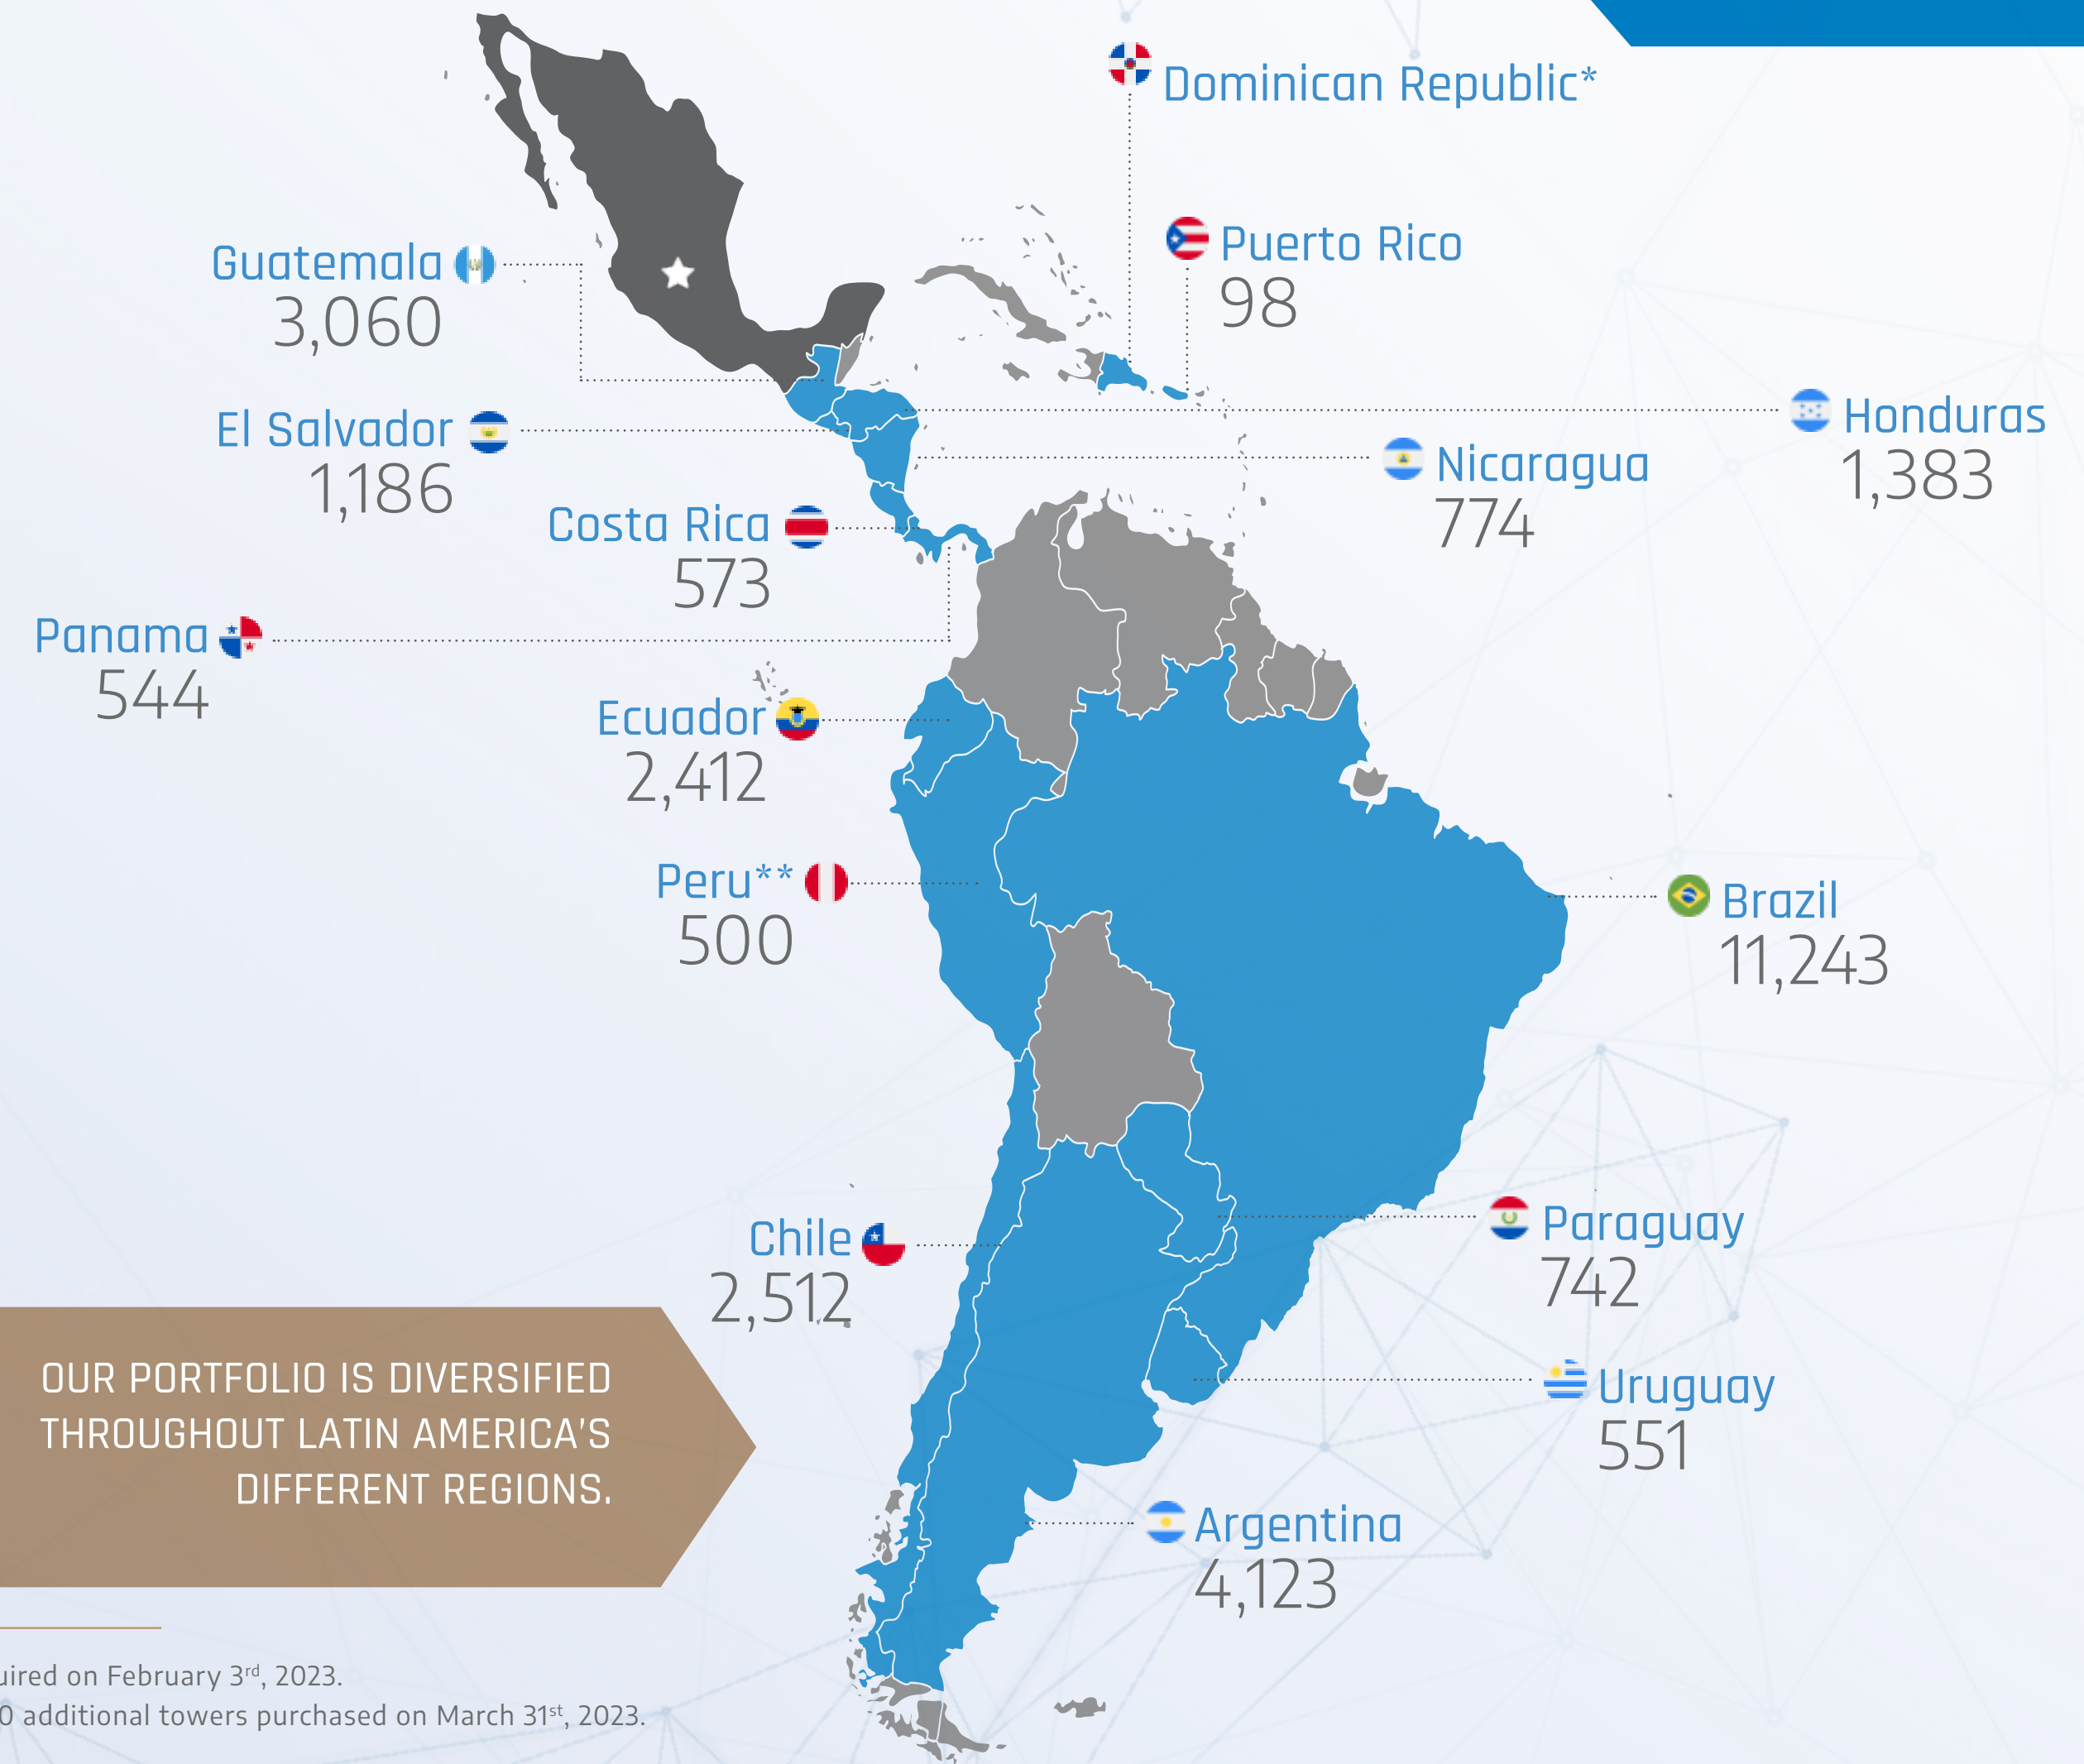 Dominican Republic*
Puerto Rico
98
Guatemala
3,060
Honduras
1,383
El Salvador
1,186
Nicaragua
774
Costa Rica
573
Panama
544
Ecuador
2,412
Peru**
500
Brazil
11,243
Paraguay
742
Chile
2,512
Uruguay
551
OUR PORTFOLIO IS DIVERSIFIED
THROUGHOUT LATIN AMERICA'S
DIFFERENT REGIONS.
Argentina
4,123
uired on February 3rd, 2023.
0 additional towers purchased on March 31st, 2023.